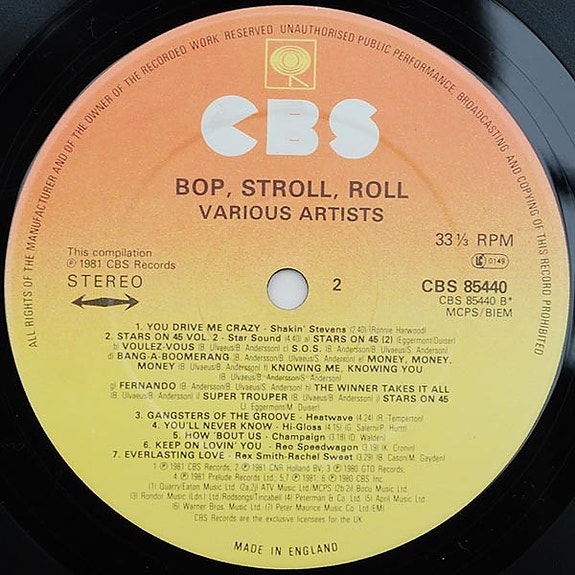 ALL RIGHTS OF THE MANUFACTURER AND OF THE OWNER OF THE RECORDED WORK RESERVED UNAUTHORISED PUBLIC PERFORMANCE BROADCASTING AND COPYING OF THIS RECORD PROHIBITED
CBS
BOP, STROLL, ROLL
VARIOUS ARTISTS
This compilation
℗ 1981 CBS Records
STEREO
2
33⅓ RPM
LC 0149
CBS 85440
CBS 85440 B*
MCPS/BIEM
1. YOU DRIVE ME CRAZY - Shakin' Stevens (2.40) (Ronnie Harwood)
2. STARS ON 45 VOL. 2 - Star Sound (4.40) a) STARS ON 45 (2) (Eggermont/Duiser)
b) VOULEZ-VOUS (B. Ulvaeus/B. Andersson) c) S.O.S. (B. Ulvaeus/S. Anderson/B. Andersson)
d) BANG-A-BOOMERANG (B. Andersson/B. Ulvaeus/S. Anderson) e) MONEY, MONEY,
MONEY (B. Andersson/B. Ulvaeus) f) KNOWING ME, KNOWING YOU
(B. Andersson/B. Ulvaeus/S. Anderson)
g) FERNANDO (B. Andersson/B. Ulvaeus/S. Anderson) h) THE WINNER TAKES IT ALL
(B. Ulvaeus/B. Andersson) i) SUPER TROUPER (B. Ulvaeus/B. Andersson) j) STARS ON 45
U. Eggermont/M. Duiser)
3. GANGSTERS OF THE GROOVE - Heatwave (4.24) (R. Temperton)
4. YOU'LL NEVER KNOW - Hi-Gloss (4.15) (G. Salerni/P. Hurtt)
5. HOW 'BOUT US - Champaign (3.18) (D. Walden)
6. KEEP ON LOVIN' YOU - Reo Speedwagon (3.19) (K. Cronin)
7. EVERLASTING LOVE - Rex Smith-Rachel Sweet (3.29) (B. Cason/M. Gayden)
1 ℗ 1981 CBS Records; 2 ℗ 1981 CNR Holland BV; 3 ℗ 1980 GTO Records;
4 ℗ 1981 Prelude Records Ltd.; 5,7 ℗ 1981; 6 ℗ 1980 CBS Inc
1) Quarry/Eaton Music Ltd (2a,2j) ATV Music Ltd/MCPS (2b-2i) Bocu Music Ltd.
3) Rondor Music (Ldn.) Ltd./Rodsongs/Tincabell (4) Peterman & Co. Ltd. (5) April Music Ltd.
(6) Warner Bros. Music Ltd. (7) Peter Maurice Music Co. Ltd/EMI
CBS Records are the exclusive licensees for the UK
MADE IN ENGLAND